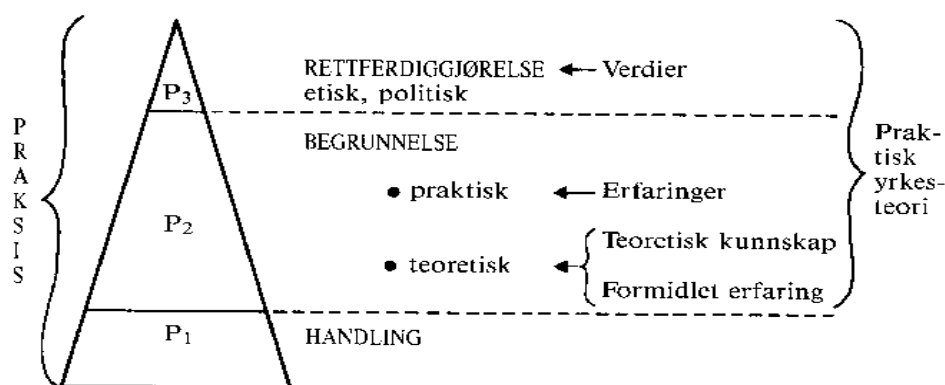 PRAKSIS
P3
RETTFERDIGGJØRELSE ← Verdier
etisk, politisk
BEGRUNNELSE
P2
• praktisk ← Erfaringer
• teoretisk ← Teoretisk kunnskap
Formidlet erfaring
P1
HANDLING
Prak-
tisk
yrkes-
teori